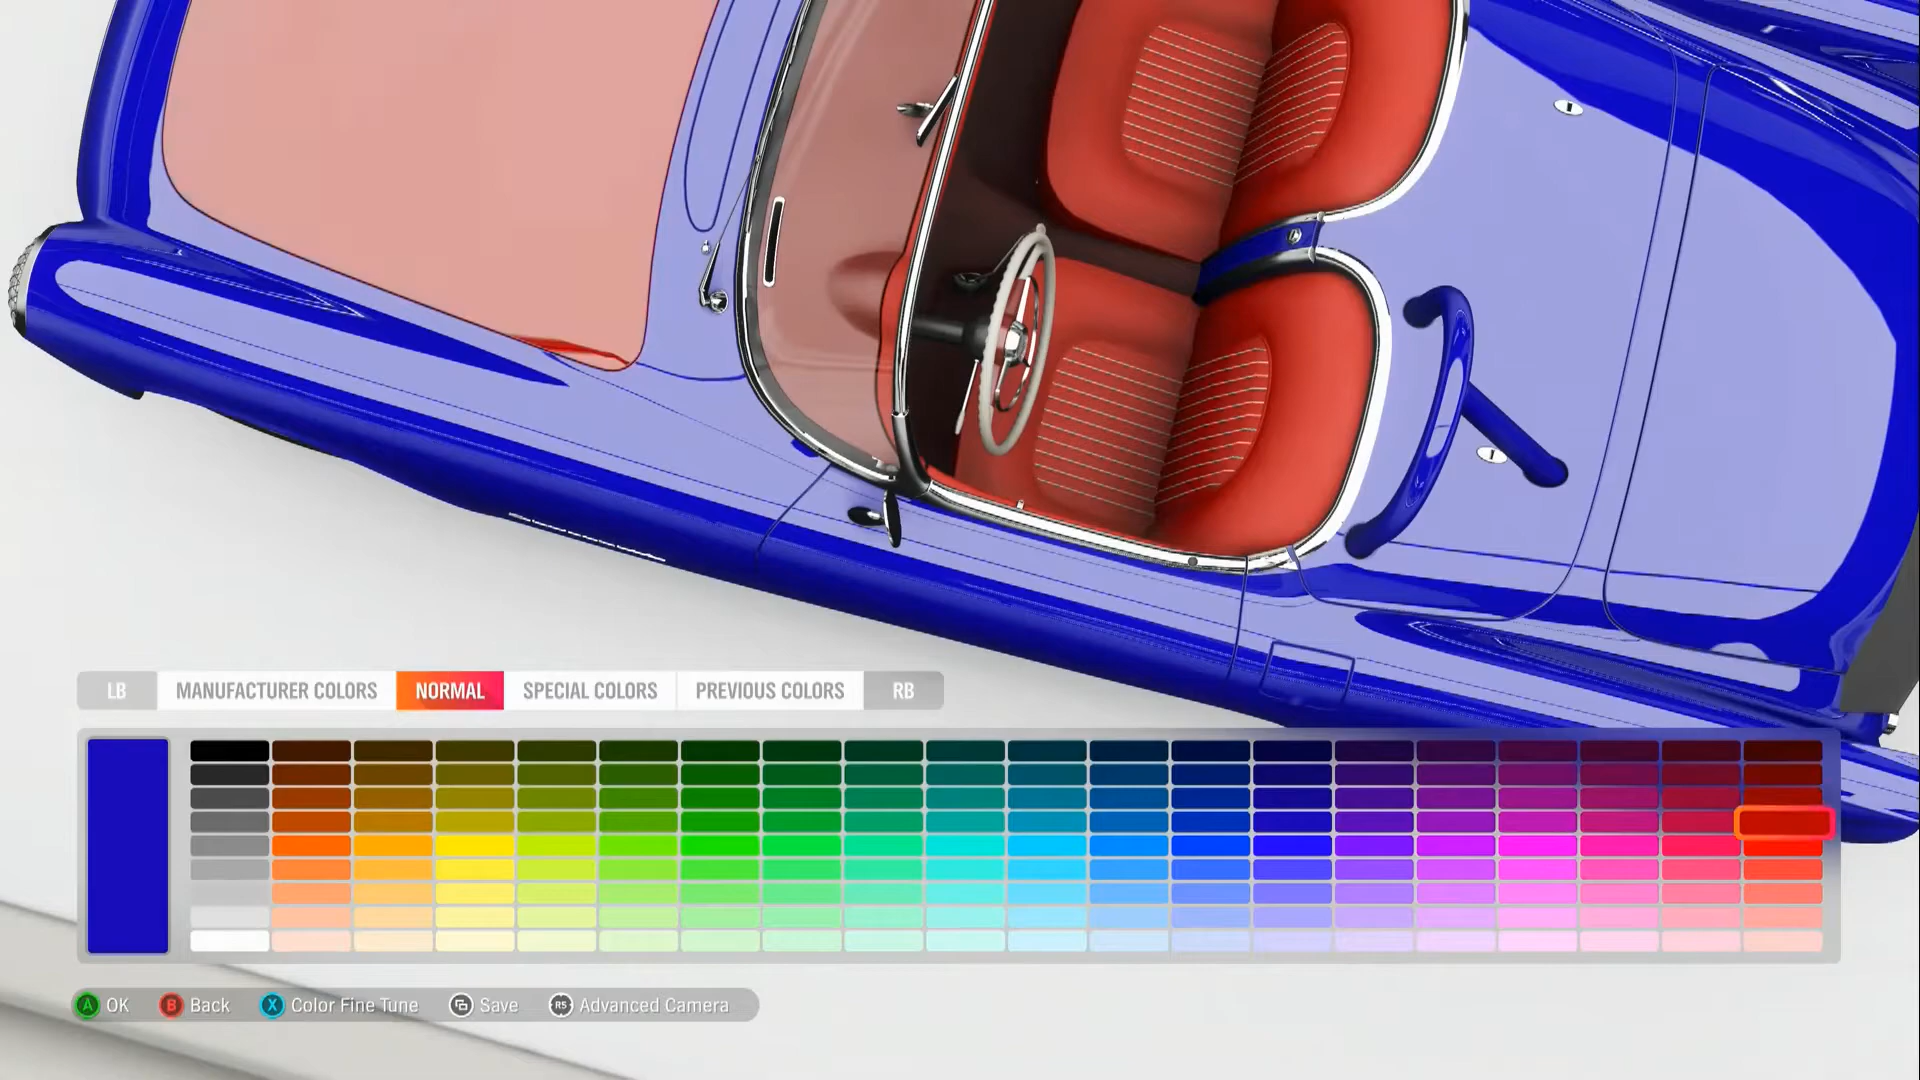 LB MANUFACTURER COLORS NORMAL SPECIAL COLORS PREVIOUS COLORS RB
A OK B Back X Color Fine Tune Save RS Advanced Camera